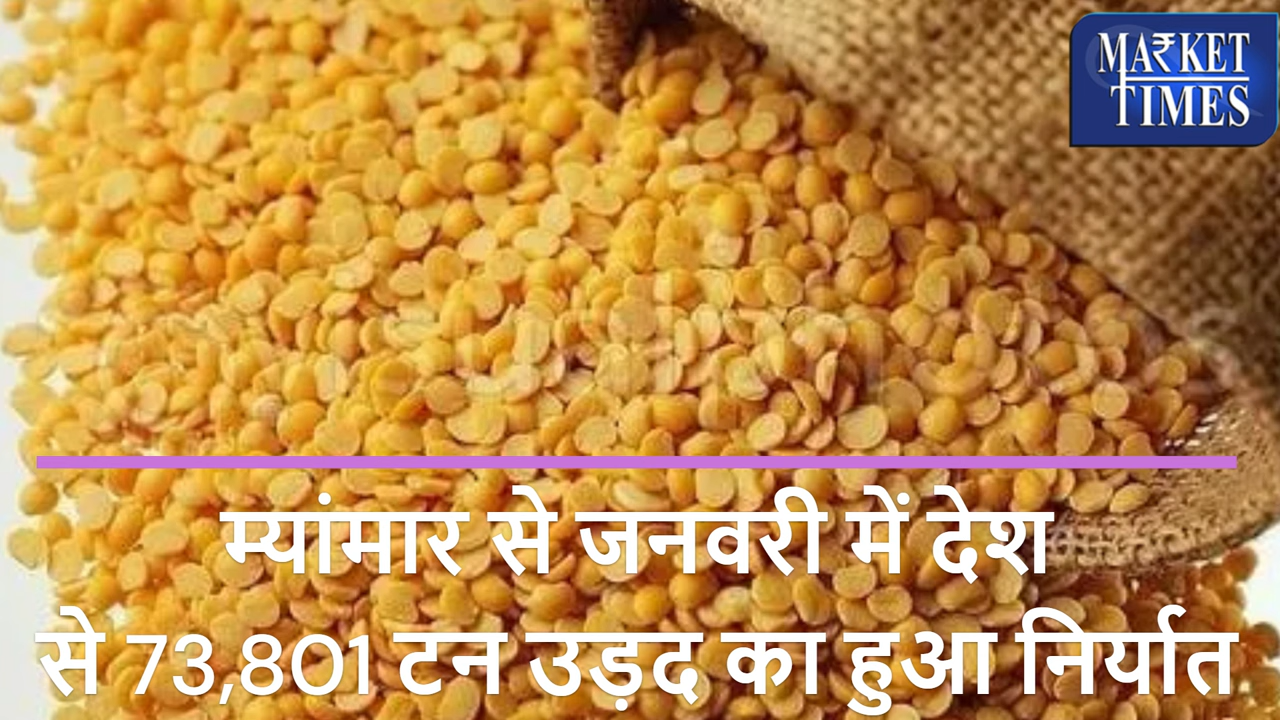 MA₹KET
TIMES
म्यांमार से जनवरी में देश
से 73,801 टन उड़द का हुआ निर्यात